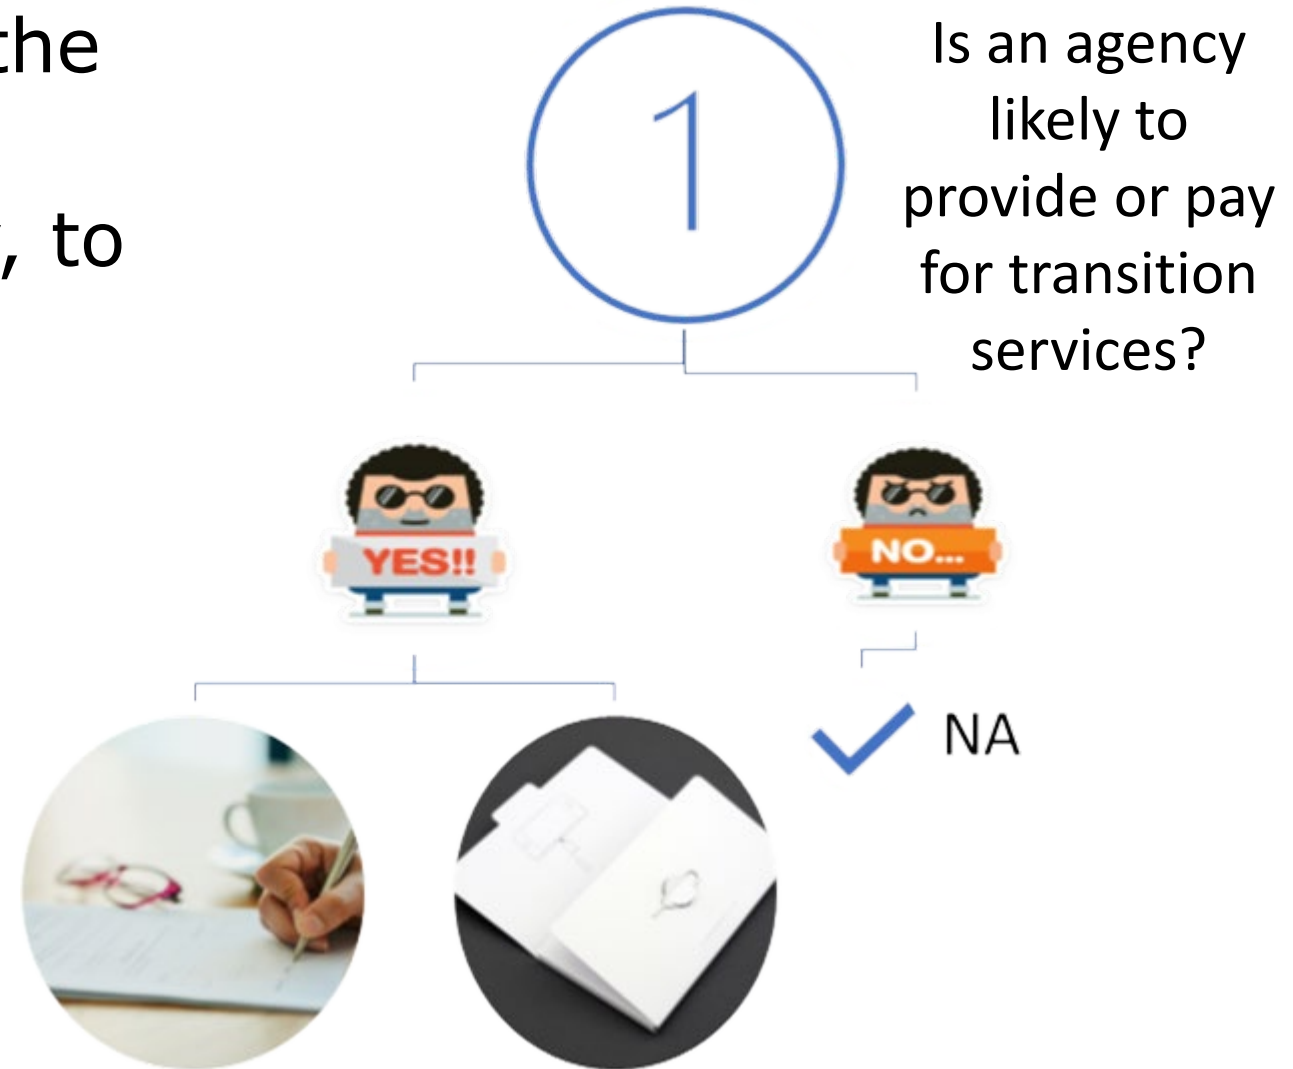 the
, to
1
Is an agency
likely to
provide or pay
for transition
services?
YES!!
NO...
NA